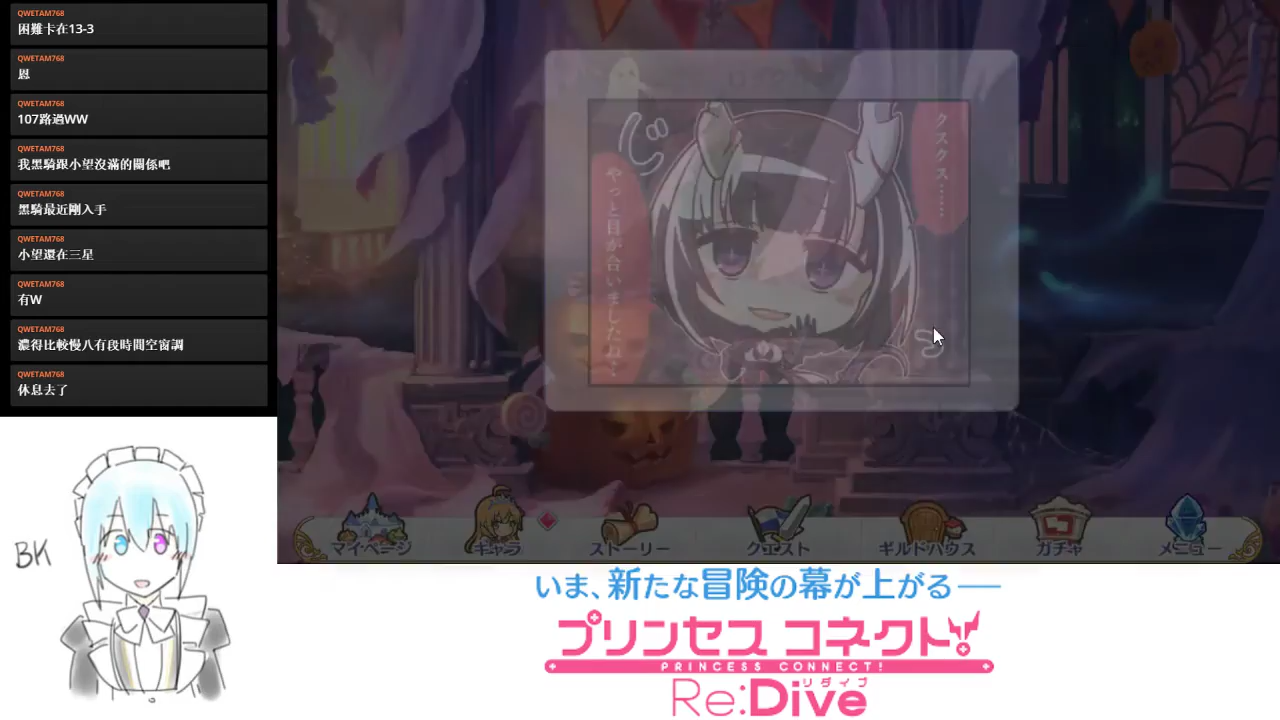 QWETAM768
困難卡在13-3
QWETAM768
恩
QWETAM768
107路過WW
QWETAM768
我黑騎跟小望沒滿的關係吧
QWETAM768
黑騎最近剛入手
QWETAM768
小望還在三星
QWETAM768
有W
QWETAM768
濃得比較慢八有段時間空窗調
QWETAM768
休息去了
BK
クスクス……
じ
っ
やっと目が合いましたね…
マイページ
キャラ
ストーリー
クエスト
ギルドハウス
ガチャ
メニュー
いま、新たな冒険の幕が上がる──
プリンセスコネクト!
PRINCESS CONNECT!
Re:Dive
リダイブ